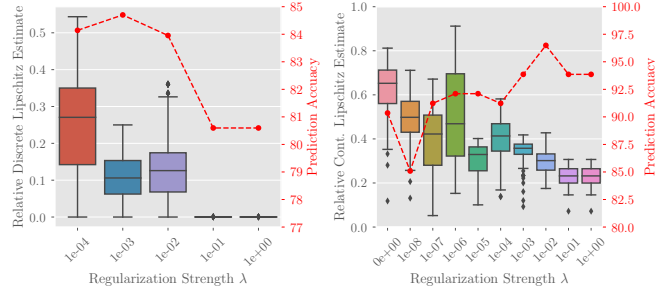 Relative Discrete Lipschitz Estimate
0.5
0.4
0.3
0.2
0.1
0.0
1e-04
1e-03
1e-02
1e-01
1e+00
Regularization Strength λ
85
84
83
82
81
80
79
78
77
Prediction Accuacy
Relative Cont. Lipschitz Estimate
1.0
0.8
0.6
0.4
0.2
0.0
0e+00
1e-08
1e-07
1e-06
1e-05
1e-04
1e-03
1e-02
1e-01
1e+00
Regularization Strength λ
100.0
97.5
95.0
92.5
90.0
87.5
85.0
82.5
80.0
Prediction Accuacy